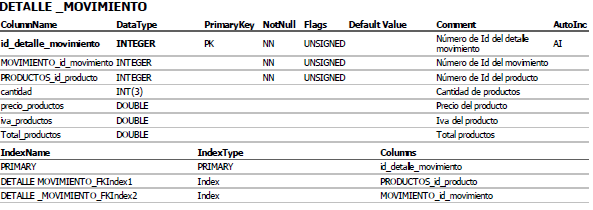 DETALLE _MOVIMIENTO
ColumnName DataType PrimaryKey NotNull Flags Default Value Comment AutoInc
id_detalle_movimiento INTEGER PK NN UNSIGNED Número de Id del detalle movimiento AI
MOVIMIENTO_id_movimiento INTEGER NN UNSIGNED Número de Id del movimiento
PRODUCTOS_id_producto INTEGER NN UNSIGNED Número de Id del producto
cantidad INT(3) Cantidad de productos
precio_productos DOUBLE Precio del producto
iva_productos DOUBLE Iva del producto
Total_productos DOUBLE Total productos
IndexName IndexType Columns
PRIMARY PRIMARY id_detalle_movimiento
DETALLE MOVIMIENTO_FKIndex1 Index PRODUCTOS_id_producto
DETALLE _MOVIMIENTO_FKIndex2 Index MOVIMIENTO_id_movimiento